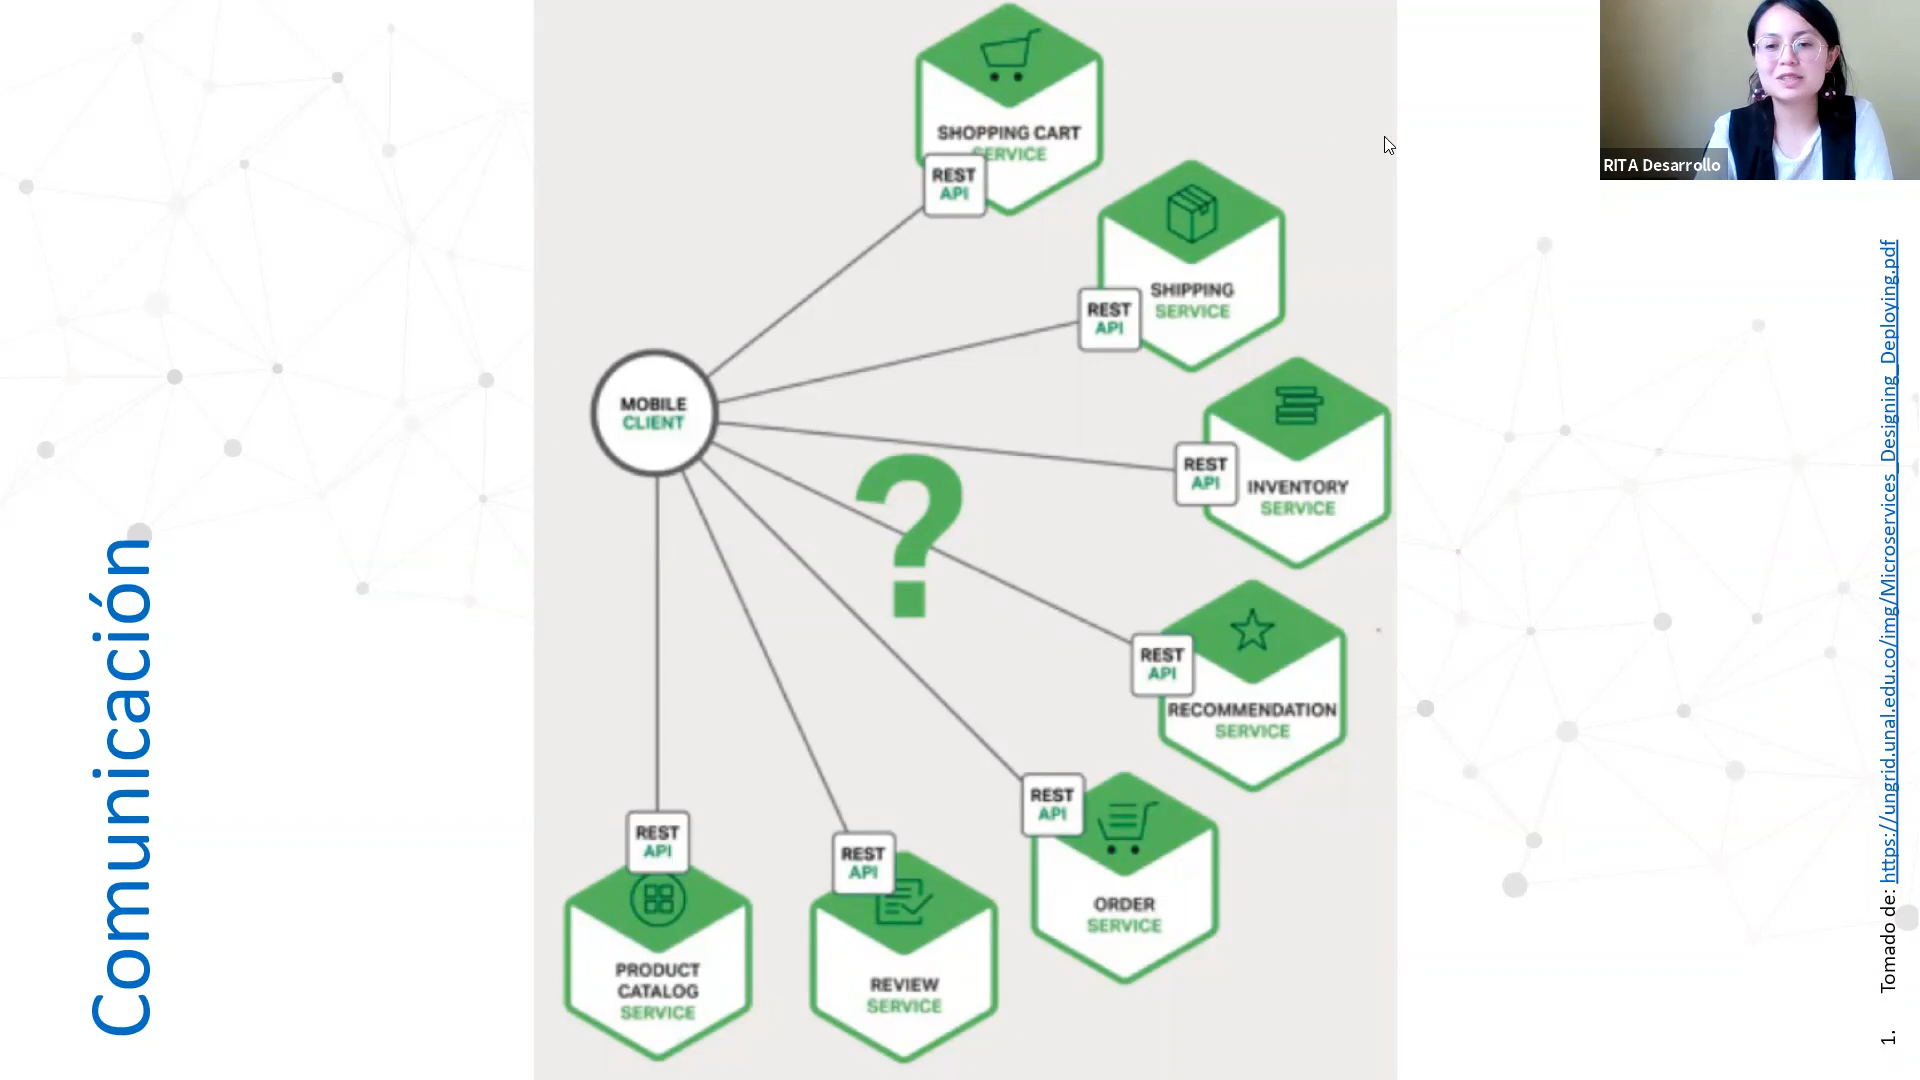 Comunicación
SHOPPING CART
SERVICE
REST
API
SHIPPING
SERVICE
REST
API
MOBILE
CLIENT
?
REST
API
INVENTORY
SERVICE
REST
API
RECOMMENDATION
SERVICE
REST
API
ORDER
SERVICE
REST
API
REVIEW
SERVICE
REST
API
PRODUCT
CATALOG
SERVICE
RITA Desarrollo
1. Tomado de: https://ungrid.unal.edu.co/img/Microservices_Designing_Deploying.pdf